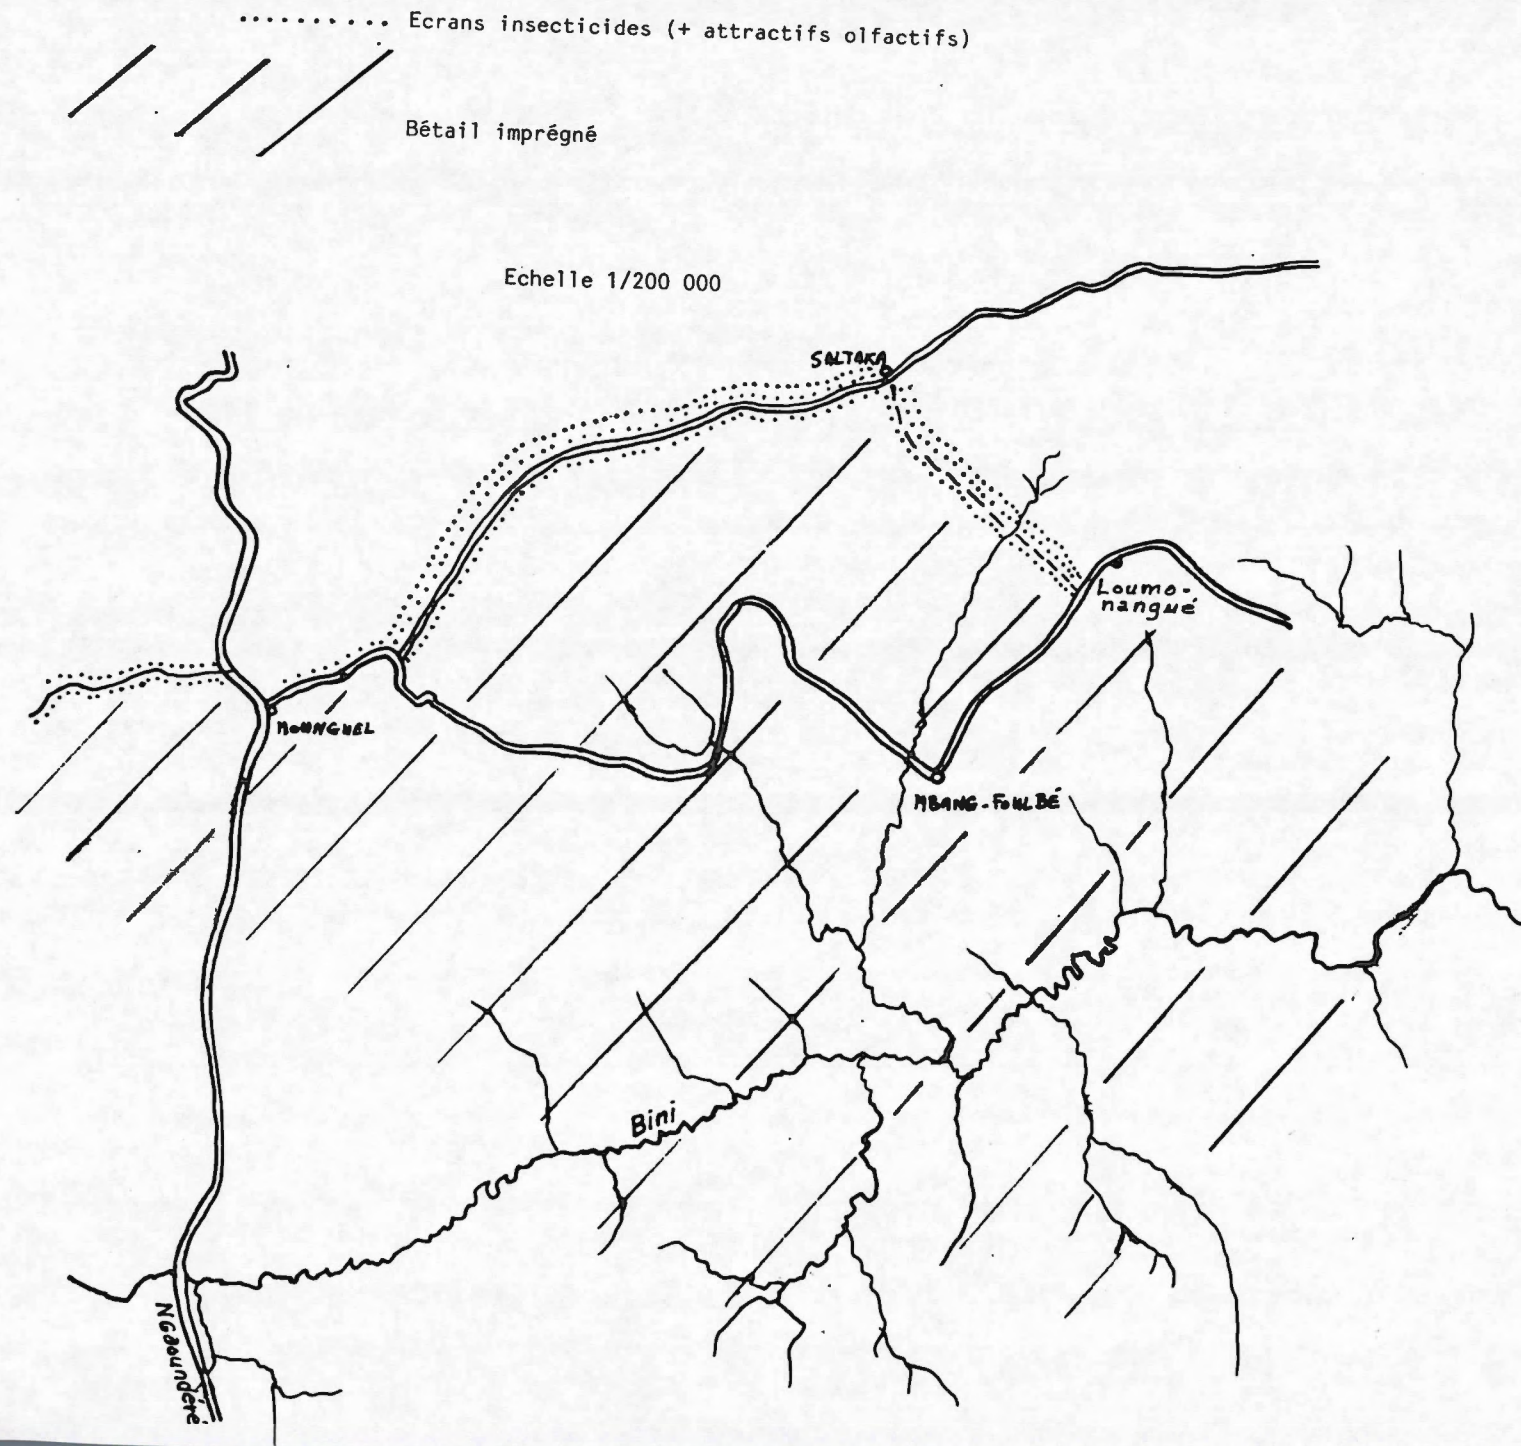 Ecrans insecticides (+ attractifs olfactifs)
Bétail imprégné
Echelle 1/200 000
SALTAKA
Loumo-
nangué
MOUNGUEL
MBANG-FOULBÉ
Bini
NGaoundéré